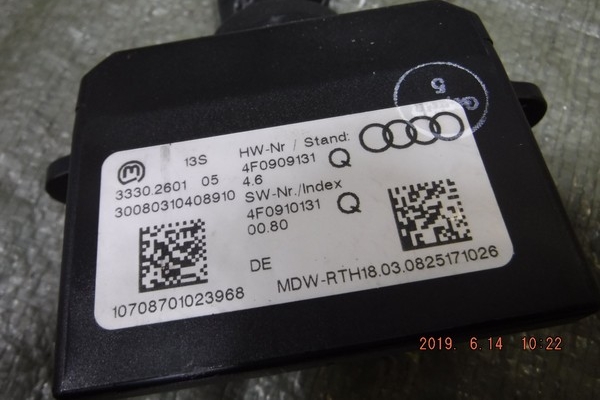 13S
HW-Nr / Stand:
3330.2601 05
4F0909131 Q
4.6
30080310408910
SW-Nr./Index
4F0910131 Q
00.80
DE
10708701023968
MDW-RTH18.03.0825171026
5
2019. 6.14 10:22